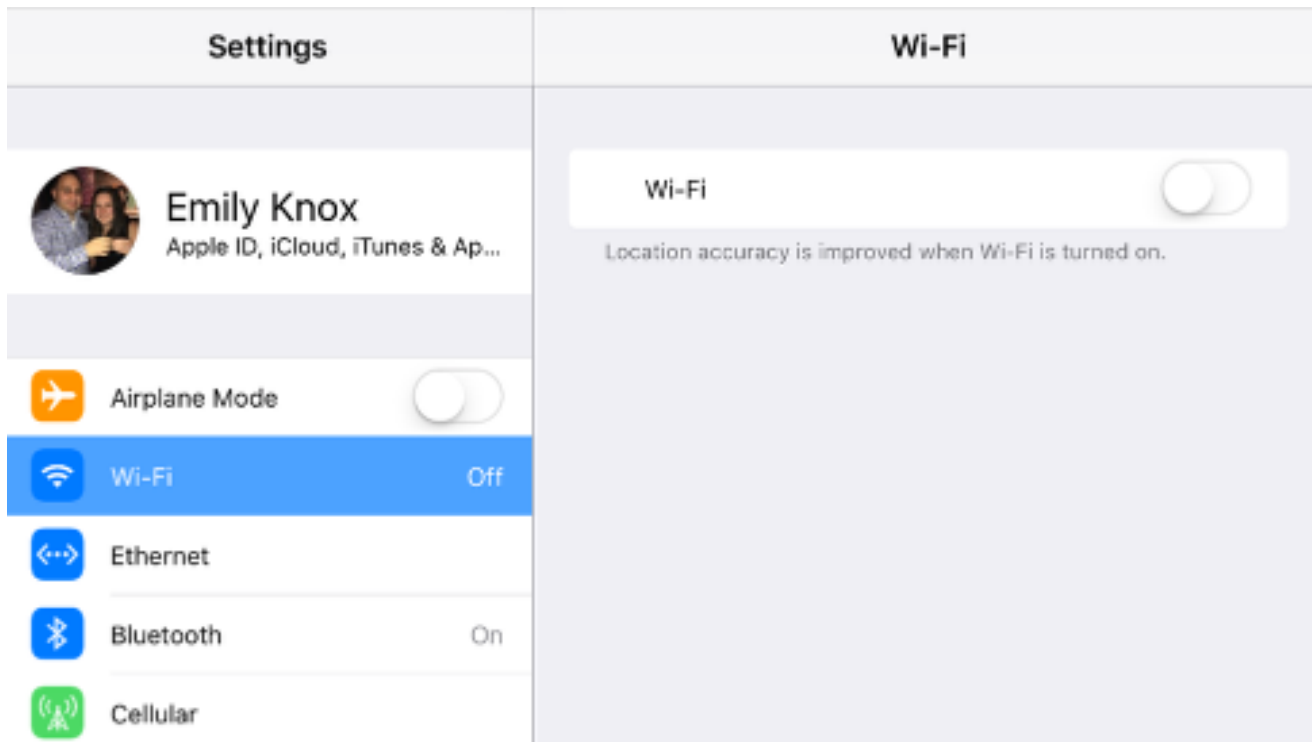 Settings
Wi-Fi
Emily Knox
Apple ID, iCloud, iTunes & Ap...
Airplane Mode
Wi-Fi Off
Ethernet
Bluetooth On
Cellular
Wi-Fi
Location accuracy is improved when Wi-Fi is turned on.